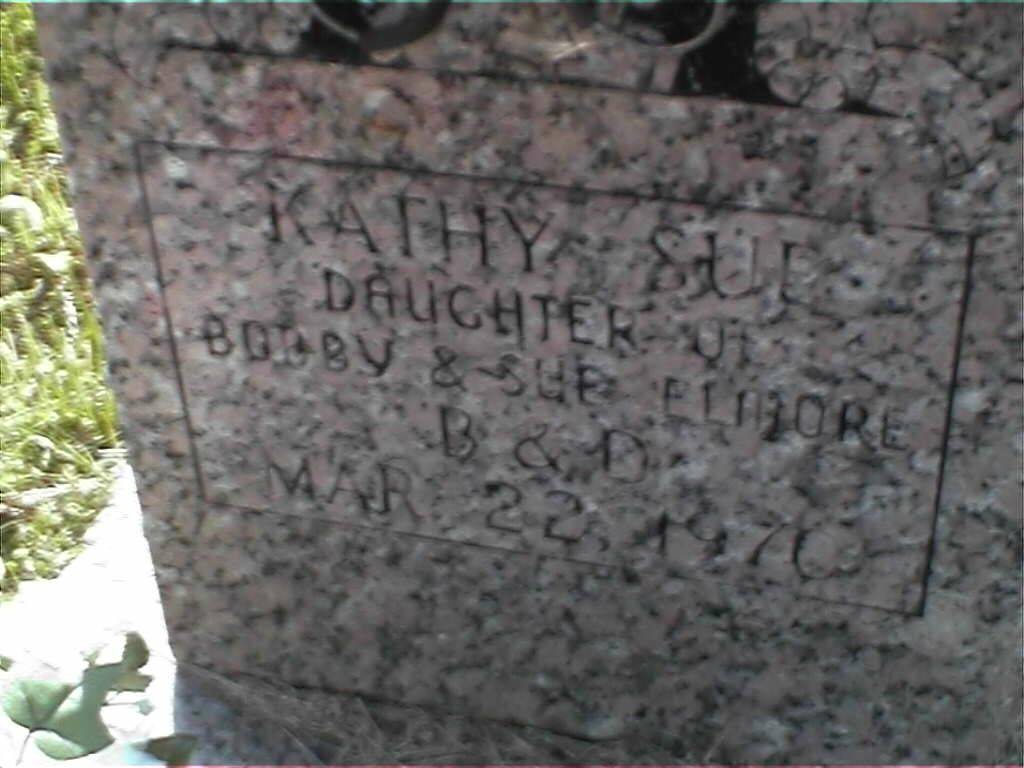 KATHY SUE
DAUGHTER OF
BOBBY & SUE ELMORE
B & D
MAR 22, 1970